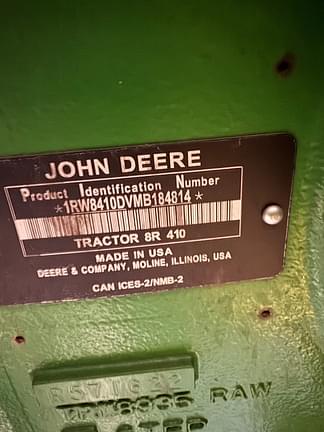 JOHN DEERE
Product Identification Number
*1RW8410DVMB184814*
TRACTOR 8R 410
MADE IN USA
DEERE & COMPANY, MOLINE, ILLINOIS, USA
CAN ICES-2/NMB-2
RAW